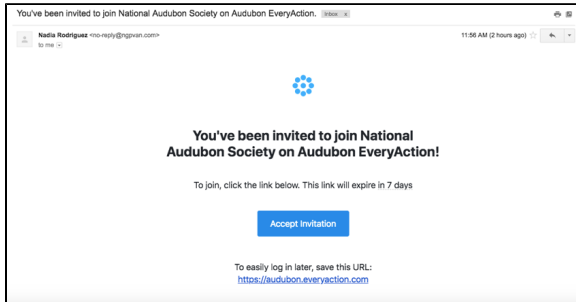 You've been invited to join National Audubon Society on Audubon EveryAction. Inbox x
Nadia Rodriguez <no-reply@ngpvan.com> 11:56 AM (2 hours ago)
to me
You've been invited to join National
Audubon Society on Audubon EveryAction!
To join, click the link below. This link will expire in 7 days
Accept Invitation
To easily log in later, save this URL:
https://audubon.everyaction.com